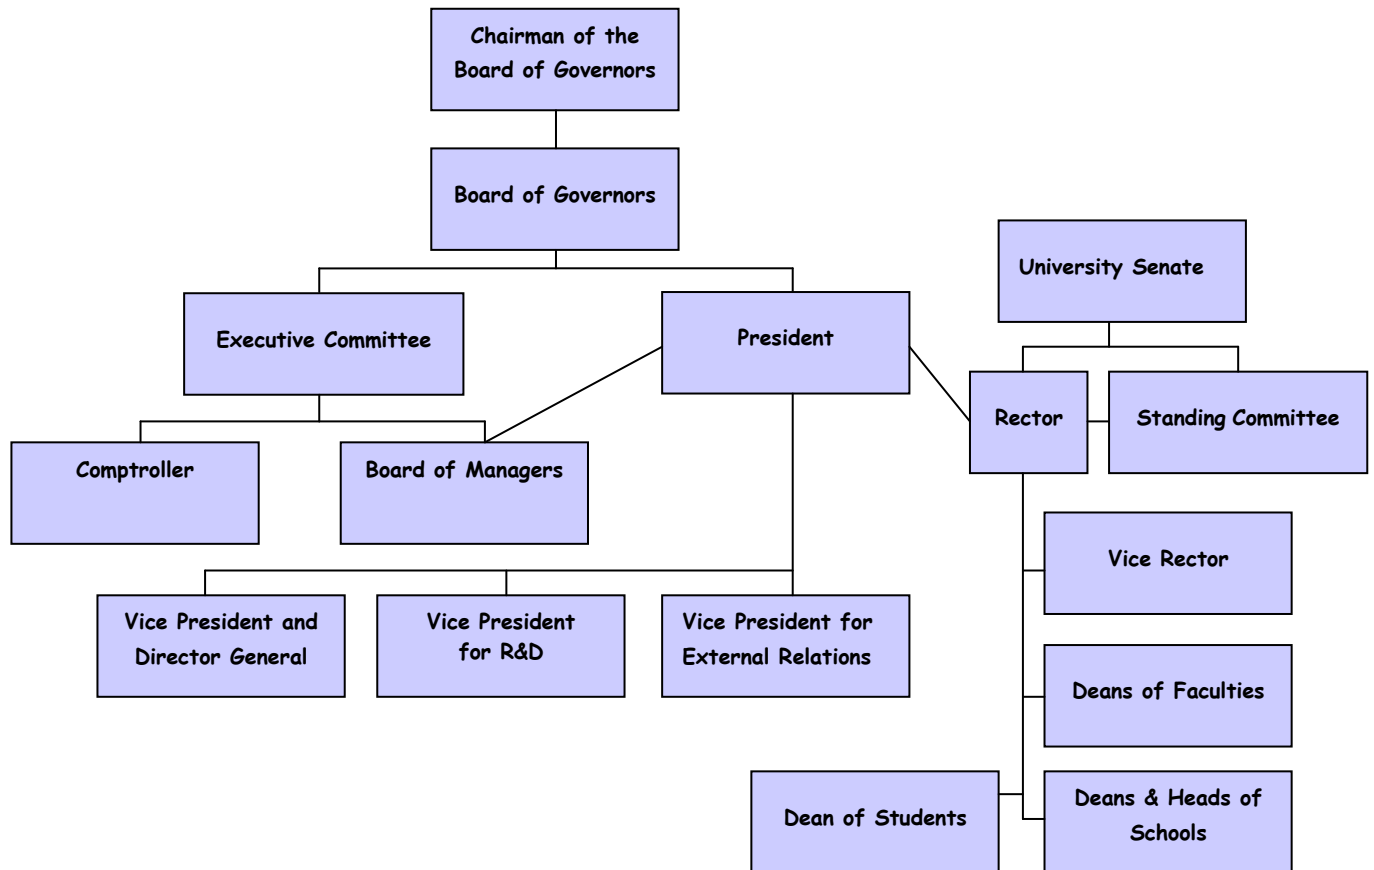 Chairman of the
Board of Governors
Board of Governors
University Senate
Executive Committee
President
Rector
Standing Committee
Comptroller
Board of Managers
Vice Rector
Vice President and
Director General
Vice President
for R&D
Vice President for
External Relations
Deans of Faculties
Dean of Students
Deans & Heads of
Schools